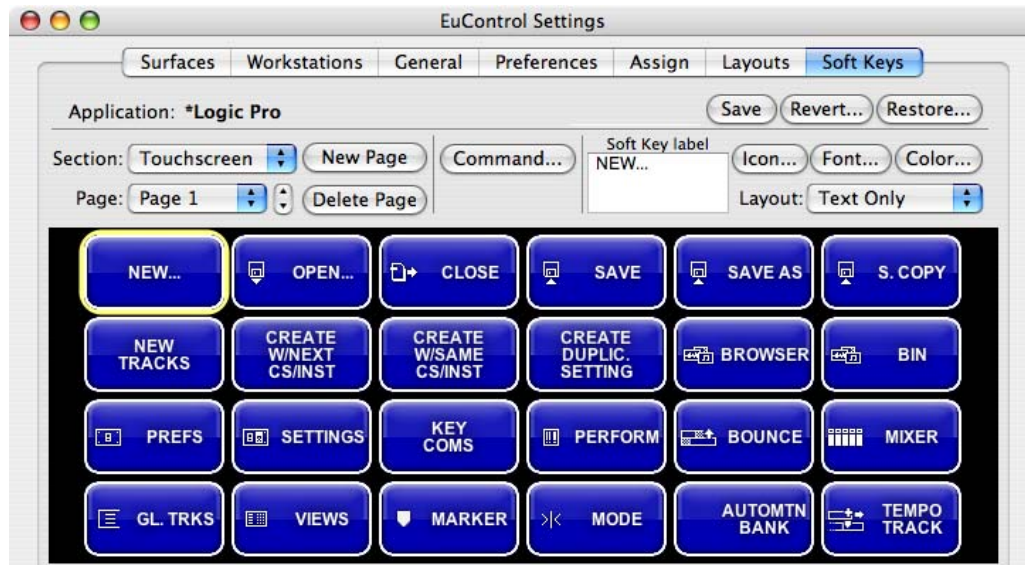 EuControl Settings
Surfaces Workstations General Preferences Assign Layouts Soft Keys
Application: *Logic Pro Save Revert... Restore...
Section: Touchscreen New Page Command... Soft Key label Icon... Font... Color...
NEW...
Page: Page 1 Delete Page Layout: Text Only
NEW... OPEN... CLOSE SAVE SAVE AS S. COPY
NEW TRACKS
CREATE W/NEXT CS/INST
CREATE W/SAME CS/INST
CREATE DUPLIC. SETTING
BROWSER BIN
PREFS SETTINGS KEY COMS PERFORM BOUNCE MIXER
GL. TRKS VIEWS MARKER MODE AUTOMTN BANK TEMPO TRACK